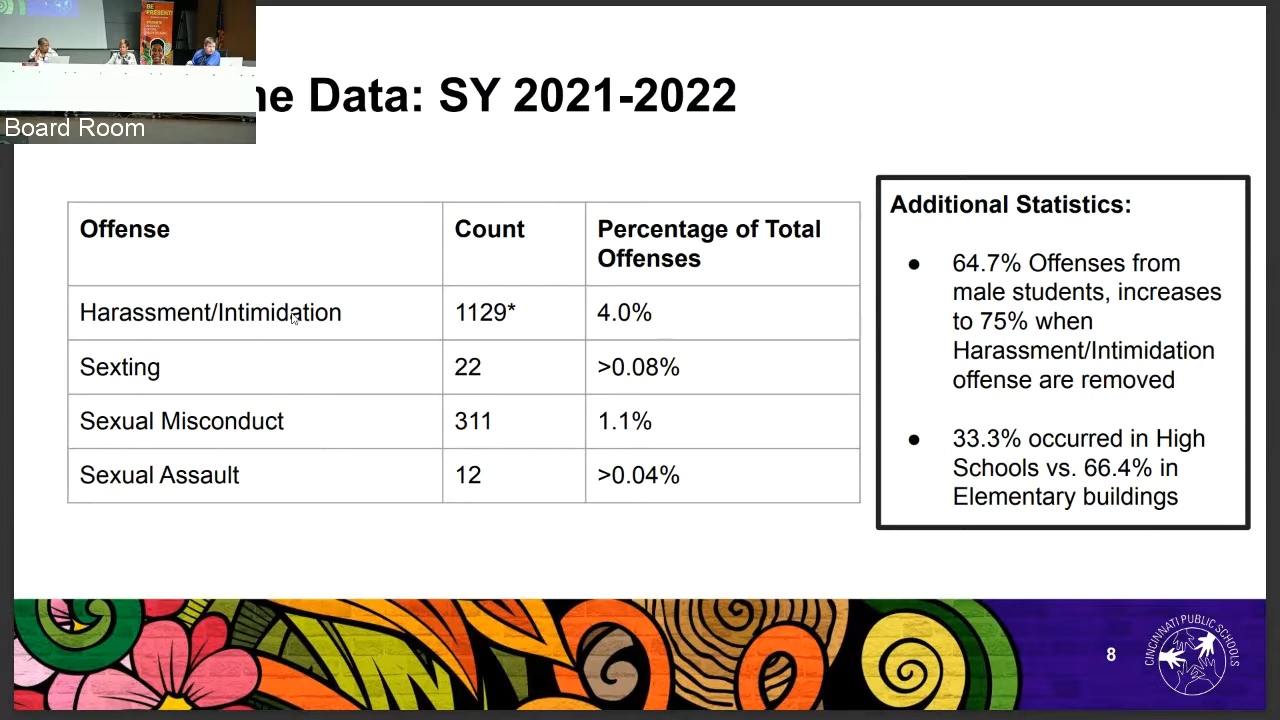 BE
PRESENT!
Board Room
ne Data: SY 2021-2022
Offense
Count
Percentage of Total
Offenses
Harassment/Intimidation
1129*
4.0%
Sexting
22
>0.08%
Sexual Misconduct
311
1.1%
Sexual Assault
12
>0.04%
Additional Statistics:
● 64.7% Offenses from
male students, increases
to 75% when
Harassment/Intimidation
offense are removed
● 33.3% occurred in High
Schools vs. 66.4% in
Elementary buildings
8
CINCINNATI PUBLIC SCHOOLS